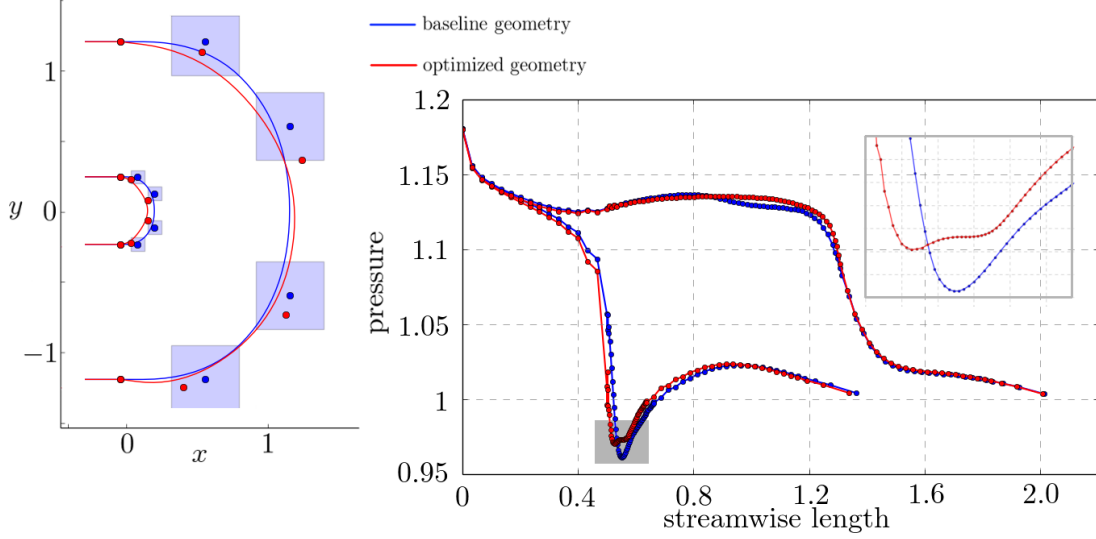 baseline geometry
optimized geometry
1
y
0
−1
0
1
x
1.2
1.15
1.1
1.05
1
0.95
pressure
0
0.4
0.8
1.2
1.6
2.0
streamwise length